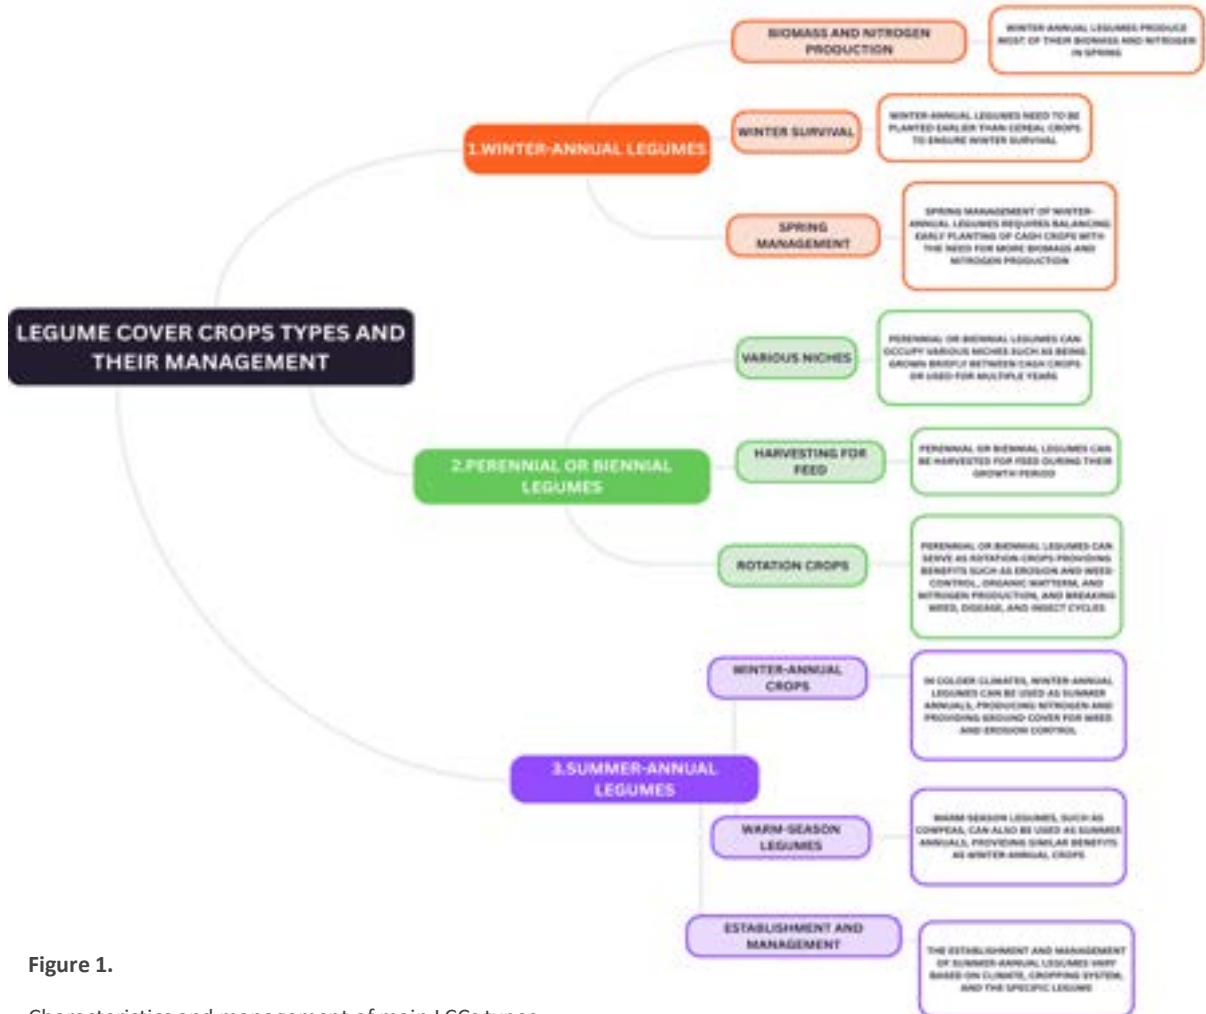 LEGUME COVER CROPS TYPES AND
THEIR MANAGEMENT
1.WINTER-ANNUAL LEGUMES
BIOMASS AND NITROGEN
PRODUCTION
WINTER-ANNUAL LEGUMES PRODUCE
MOST OF THEIR BIOMASS AND NITROGEN
IN SPRING
WINTER SURVIVAL
WINTER-ANNUAL LEGUMES NEED TO BE
PLANTED EARLIER THAN CEREAL CROPS
TO ENSURE WINTER SURVIVAL
SPRING
MANAGEMENT
SPRING MANAGEMENT OF WINTER-
ANNUAL LEGUMES REQUIRES BALANCING
EARLY PLANTING OF CASH CROPS WITH
THE NEED FOR MORE BIOMASS AND
NITROGEN PRODUCTION
2.PERENNIAL OR BIENNIAL
LEGUMES
VARIOUS NICHES
PERENNIAL OR BIENNIAL LEGUMES CAN
OCCUPY VARIOUS NICHES SUCH AS BEING
GROWN BRIEFLY BETWEEN CASH CROPS
OR USED FOR MULTIPLE YEARS
HARVESTING FOR
FEED
PERENNIAL OR BIENNIAL LEGUMES CAN
BE HARVESTED FOR FEED DURING THEIR
GROWTH PERIOD
ROTATION CROPS
PERENNIAL OR BIENNIAL LEGUMES CAN
SERVE AS ROTATION CROPS PROVIDING
BENEFITS SUCH AS EROSION AND WEED
CONTROL, ORGANIC MATTERM, AND
NITROGEN PRODUCTION, AND BREAKING
WEED, DISEASE, AND INSECT CYCLES
3.SUMMER-ANNUAL
LEGUMES
WINTER-ANNUAL
CROPS
IN COLDER CLIMATES, WINTER-ANNUAL
LEGUMES CAN BE USED AS SUMMER
ANNUALS, PRODUCING NITROGEN AND
PROVIDING GROUND COVER FOR WEED
AND EROSION CONTROL
WARM-SEASON
LEGUMES
WARM-SEASON LEGUMES, SUCH AS
COWPEAS, CAN ALSO BE USED AS SUMMER
ANNUALS, PROVIDING SIMILAR BENEFITS
AS WINTER-ANNUAL CROPS
ESTABLISHMENT AND
MANAGEMENT
THE ESTABLISHMENT AND MANAGEMENT
OF SUMMER-ANNUAL LEGUMES VARY
BASED ON CLIMATE, CROPPING SYSTEM,
AND THE SPECIFIC LEGUME
Figure 1.
Characteristics and management of main LCCs types